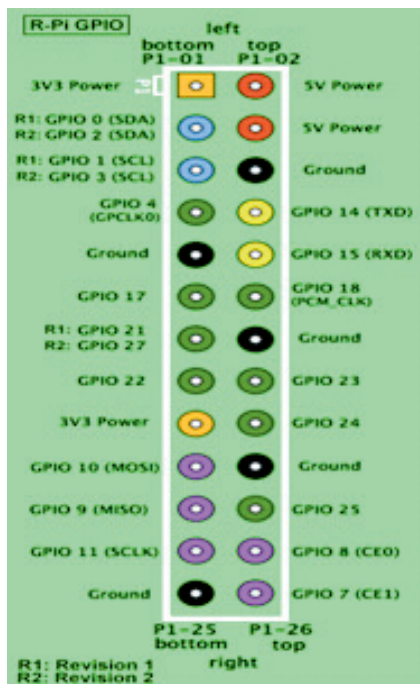 R-Pi GPIO
left
bottom top
P1-01 P1-02
3V3 Power P1 5V Power
R1: GPIO 0 (SDA)
R2: GPIO 2 (SDA) 5V Power
R1: GPIO 1 (SCL)
R2: GPIO 3 (SCL) Ground
GPIO 4
(GPCLK0) GPIO 14 (TXD)
Ground GPIO 15 (RXD)
GPIO 17 GPIO 18
(PCM_CLK)
R1: GPIO 21
R2: GPIO 27 Ground
GPIO 22 GPIO 23
3V3 Power GPIO 24
GPIO 10 (MOSI) Ground
GPIO 9 (MISO) GPIO 25
GPIO 11 (SCLK) GPIO 8 (CE0)
Ground GPIO 7 (CE1)
P1-25 P1-26
bottom top
right
R1: Revision 1
R2: Revision 2